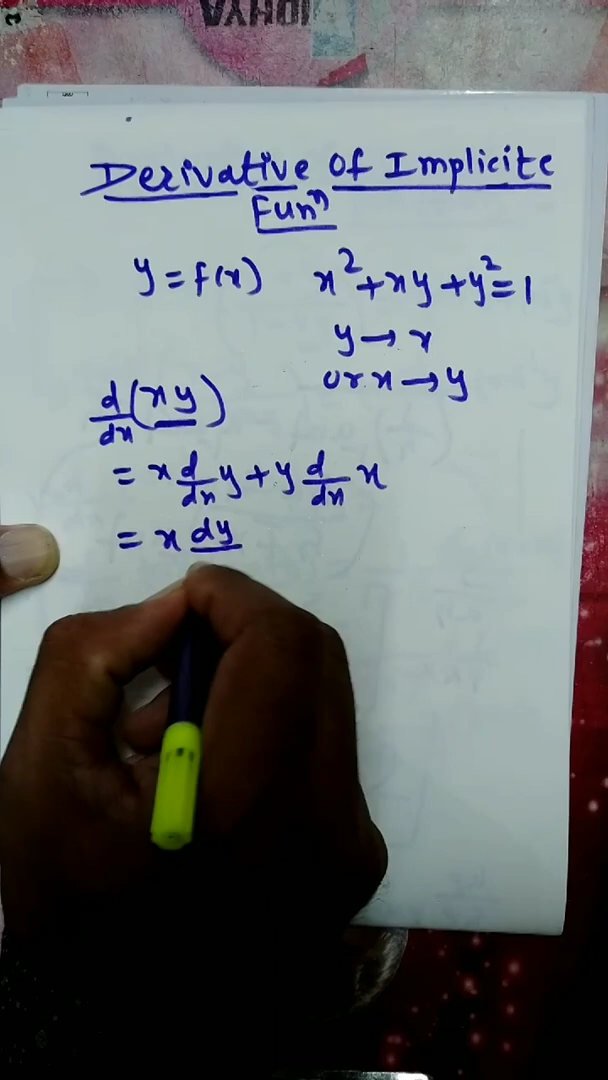 Derivative Of Implicite
Funⁿ
y = f(x) x² + xy + y² = 1
y → x
or x → y
d/dx (xy)
= x d/dx y + y d/dx x
= x dy